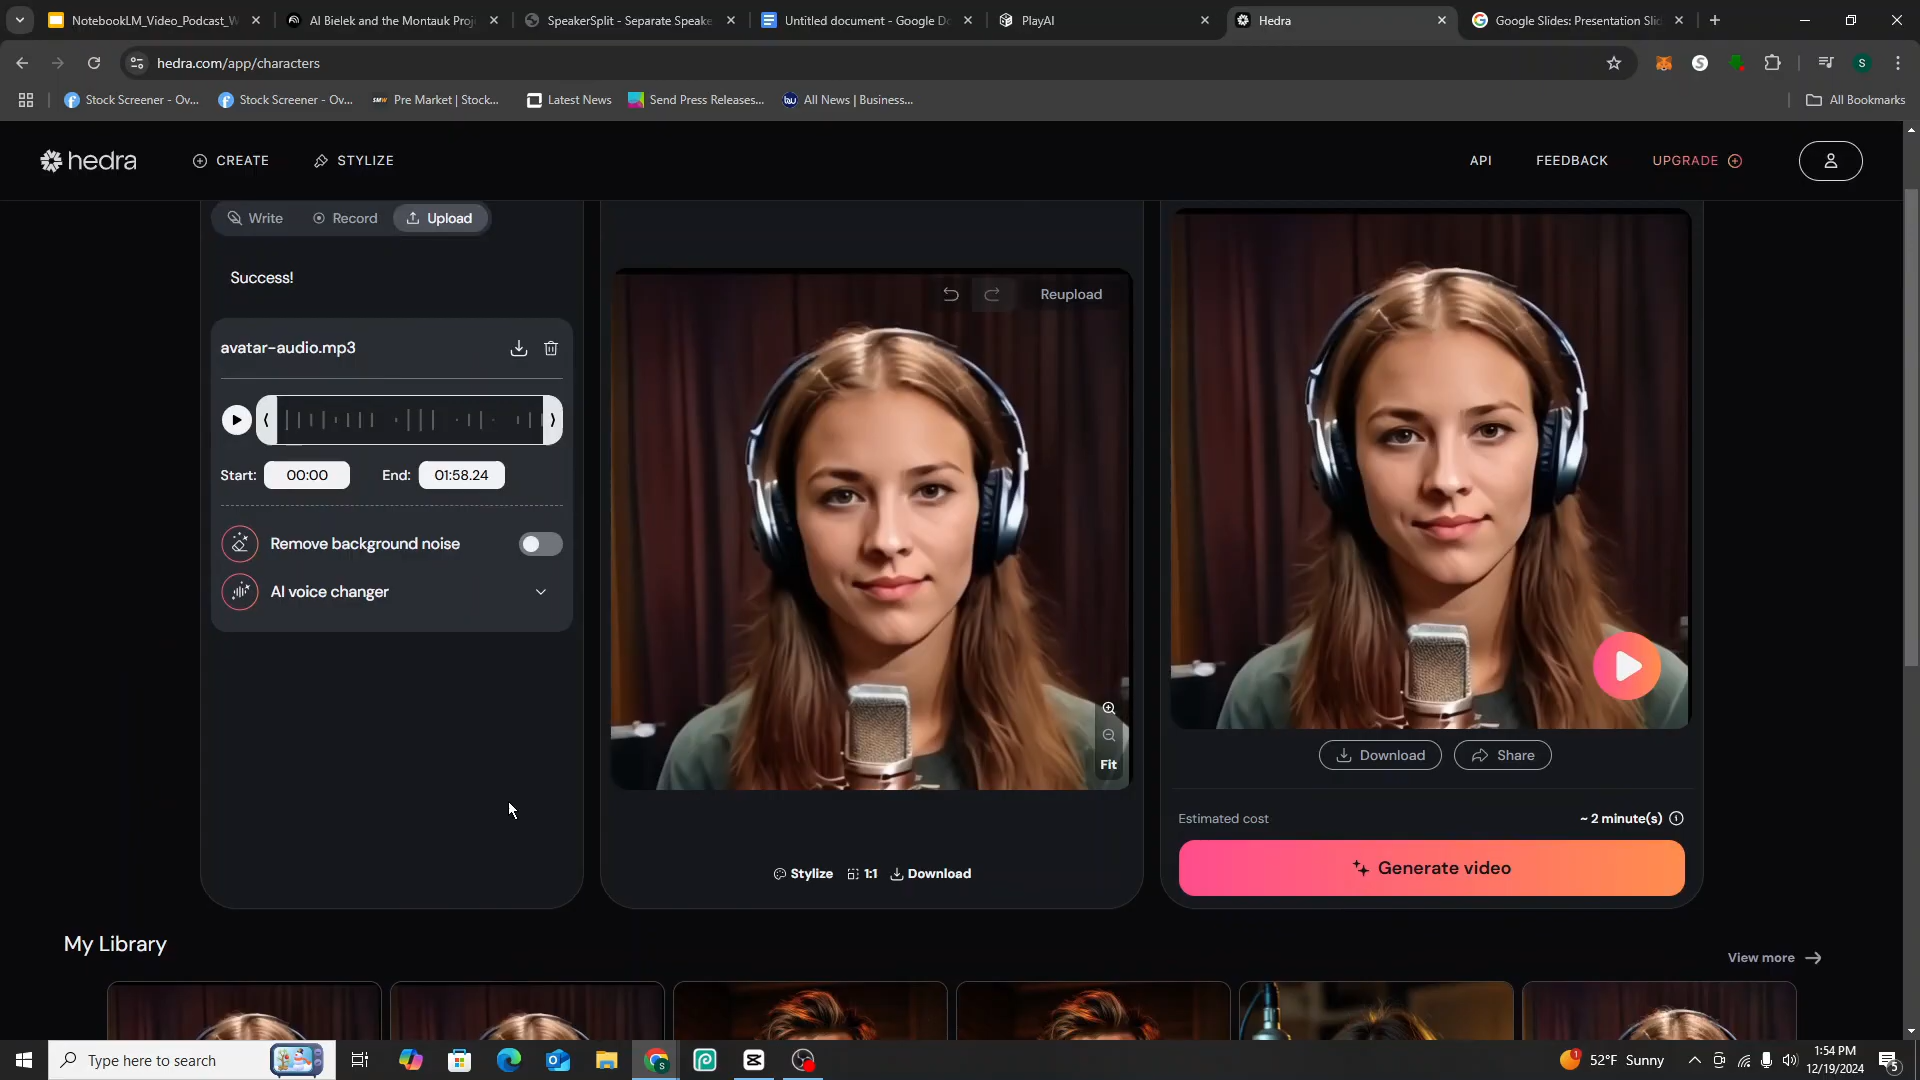 NotebookLM_Video_Podcast_W
AI Bielek and the Montauk Proj
SpeakerSplit - Separate Speake
Untitled document - Google Do
PlayAI
Hedra
Google Slides: Presentation Slid
hedra.com/app/characters
S
Stock Screener - Ov...
Stock Screener - Ov...
SMW
Pre Market | Stock...
Latest News
Send Press Releases...
All News | Business...
All Bookmarks
hedra
CREATE
STYLIZE
API
FEEDBACK
UPGRADE
Write
Record
Upload
Success!
avatar-audio.mp3
Start:
00:00
End:
01:58.24
Remove background noise
AI voice changer
Reupload
Fit
Stylize
1:1
Download
Download
Share
Estimated cost
~ 2 minute(s)
Generate video
My Library
View more
Type here to search
52°F Sunny
1:54 PM
12/19/2024
5